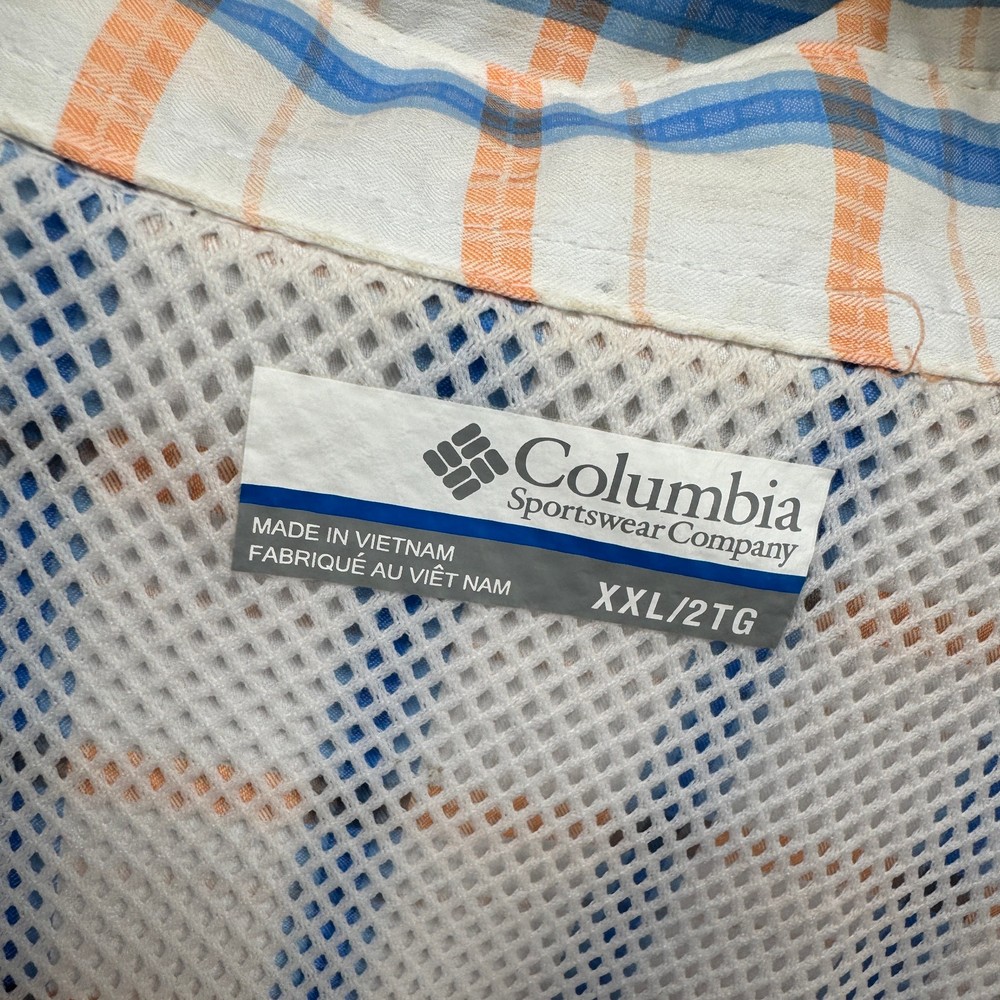 Columbia
Sportswear Company
MADE IN VIETNAM
FABRIQUÉ AU VIÊT NAM
XXL/2TG